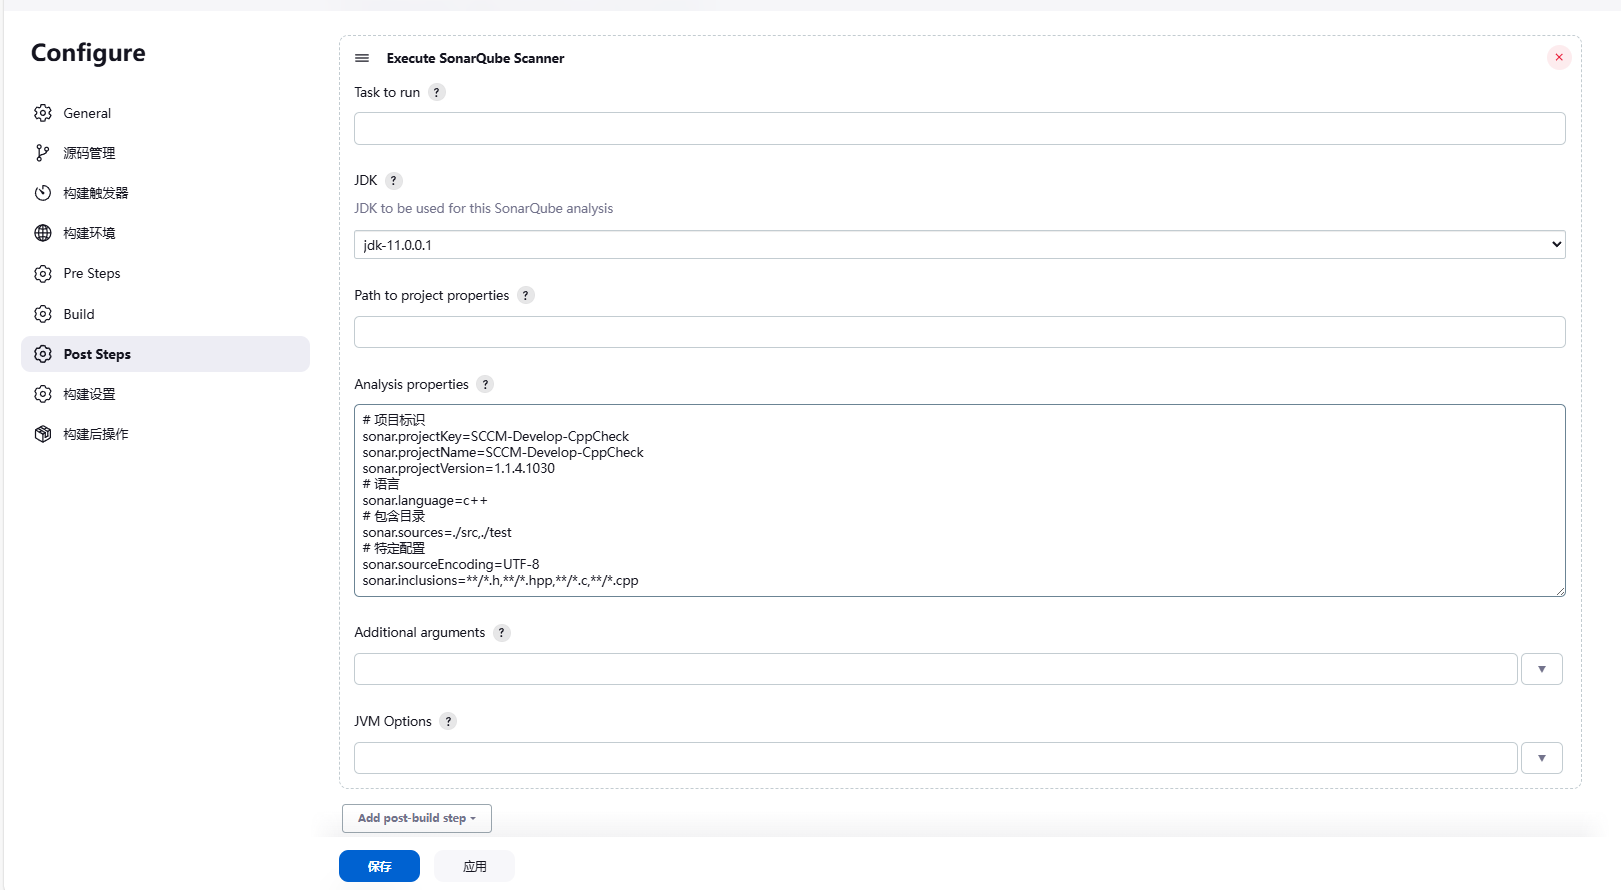 Configure
General
源码管理
构建触发器
构建环境
Pre Steps
Build
Post Steps
构建设置
构建后操作
Execute SonarQube Scanner
Task to run ?
JDK ?
JDK to be used for this SonarQube analysis
jdk-11.0.0.1
Path to project properties ?
Analysis properties ?
# 项目标识
sonar.projectKey=SCCM-Develop-CppCheck
sonar.projectName=SCCM-Develop-CppCheck
sonar.projectVersion=1.1.4.1030
# 语言
sonar.language=c++
# 包含目录
sonar.sources=./src,./test
# 特定配置
sonar.sourceEncoding=UTF-8
sonar.inclusions=**/*.h,**/*.hpp,**/*.c,**/*.cpp
Additional arguments ?
JVM Options ?
Add post-build step
保存
应用